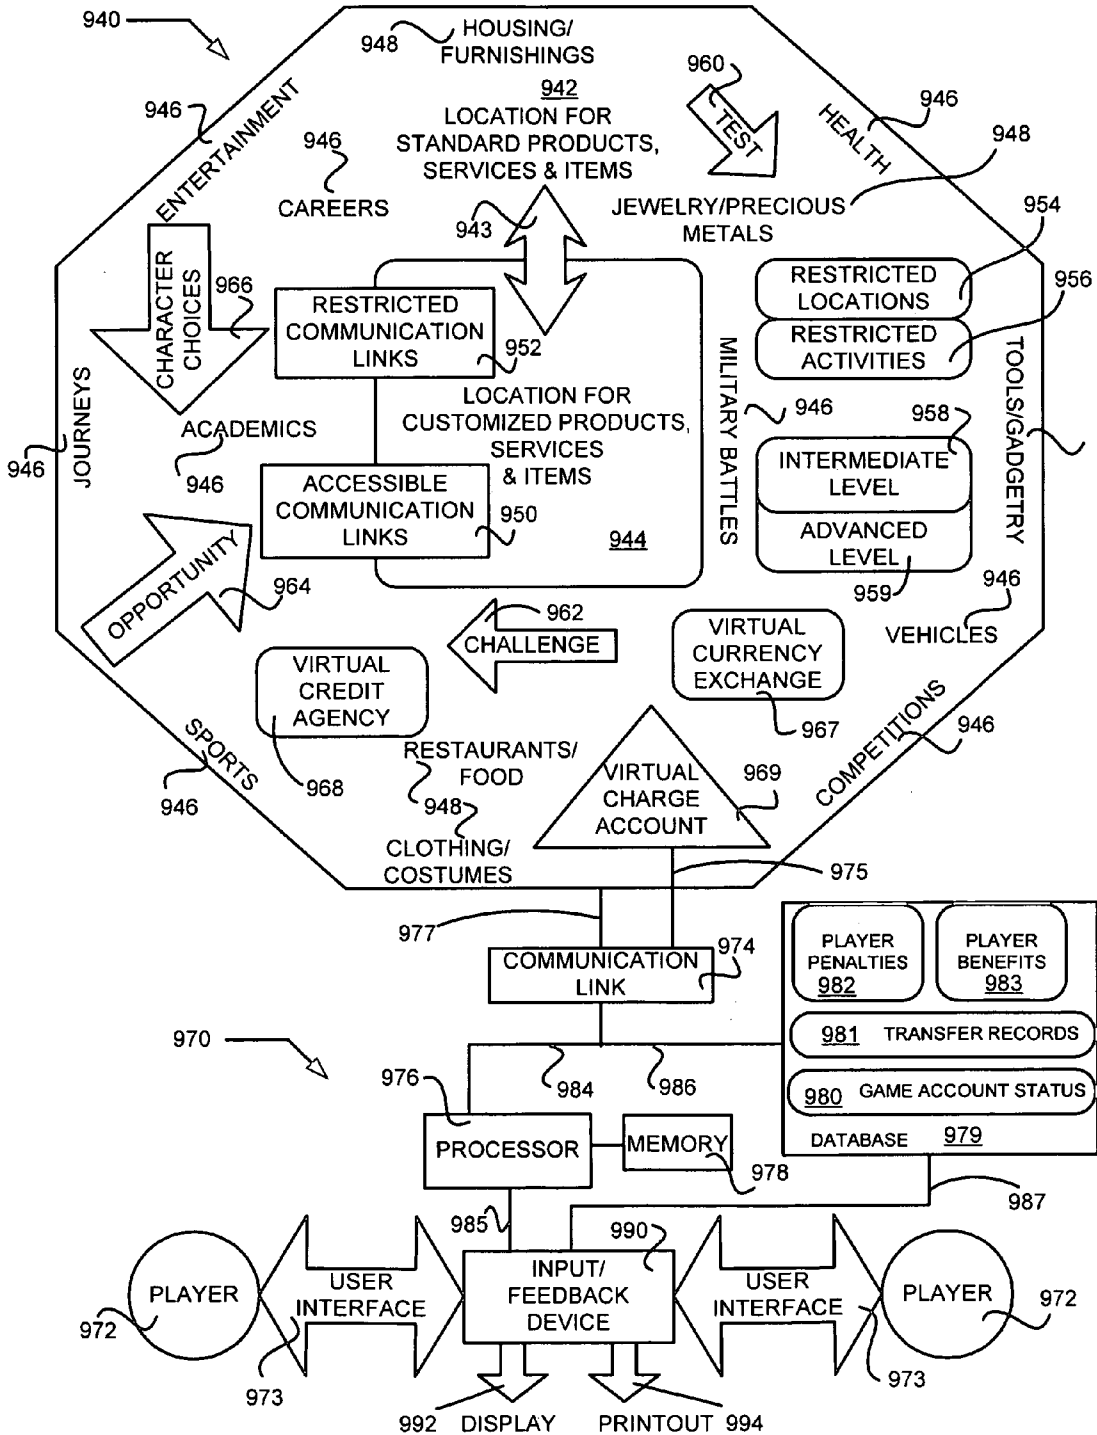 940
948
HOUSING/
FURNISHINGS
960
TEST
942
LOCATION FOR
STANDARD PRODUCTS,
SERVICES & ITEMS
946
ENTERTAINMENT
946
HEALTH
948
JEWELRY/PRECIOUS
METALS
946
CAREERS
943
954
RESTRICTED
LOCATIONS
956
RESTRICTED
ACTIVITIES
CHARACTER
CHOICES
966
RESTRICTED
COMMUNICATION
LINKS
952
LOCATION FOR
CUSTOMIZED PRODUCTS,
SERVICES
& ITEMS
944
MILITARY BATTLES
946
TOOLS/GADGETRY
JOURNEYS
946
ACADEMICS
946
958
INTERMEDIATE
LEVEL
ADVANCED
LEVEL
959
ACCESSIBLE
COMMUNICATION
LINKS
950
OPPORTUNITY
964
962
CHALLENGE
946
VEHICLES
VIRTUAL
CURRENCY
EXCHANGE
967
VIRTUAL
CREDIT
AGENCY
968
SPORTS
946
COMPETITIONS
946
RESTAURANTS/
FOOD
948
CLOTHING/
COSTUMES
VIRTUAL
CHARGE
ACCOUNT
969
975
977
COMMUNICATION
LINK
974
PLAYER
PENALTIES
982
PLAYER
BENEFITS
983
981 TRANSFER RECORDS
980 GAME ACCOUNT STATUS
DATABASE 979
970
976
984
986
PROCESSOR
MEMORY
978
987
985
990
PLAYER
972
USER
INTERFACE
973
INPUT/
FEEDBACK
DEVICE
USER
INTERFACE
973
PLAYER
972
992 DISPLAY
PRINTOUT 994